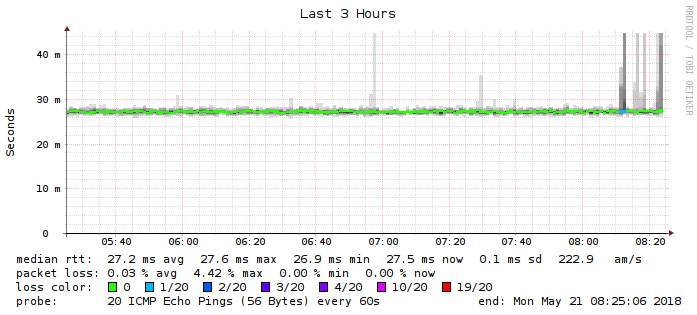 Last 3 Hours
RRDTOOL / TOBI OETIKER
Seconds
40 m
30 m
20 m
10 m
0
05:40 06:00 06:20 06:40 07:00 07:20 07:40 08:00 08:20
median rtt: 27.2 ms avg 27.6 ms max 26.9 ms min 27.5 ms now 0.1 ms sd 222.9 am/s
packet loss: 0.03 % avg 4.42 % max 0.00 % min 0.00 % now
loss color: 0 1/20 2/20 3/20 4/20 10/20 19/20
probe: 20 ICMP Echo Pings (56 Bytes) every 60s end: Mon May 21 08:25:06 2018